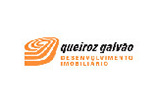 queiroz galvão
DESENVOLVIMENTO
IMOBILIÁRIO